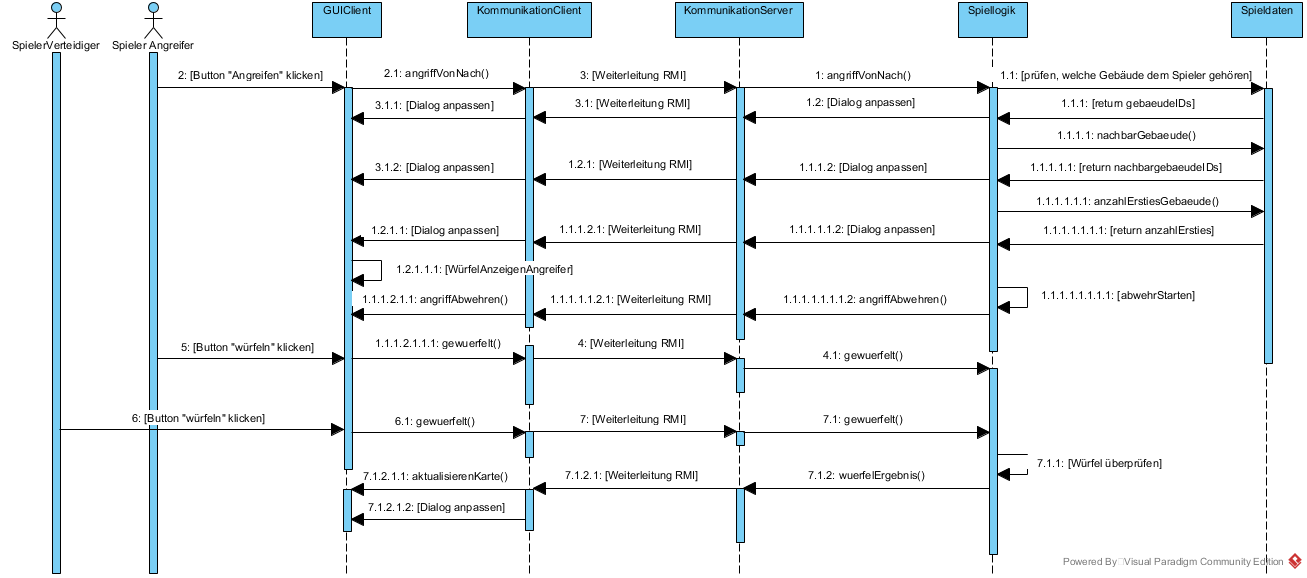 GUIClient
KommunikationClient
KommunikationServer
Spiellogik
Spieldaten
SpielerVerteidiger
Spieler Angreifer
2: [Button "Angreifen" klicken]
2.1: angriffVonNach()
3: [Weiterleitung RMI]
1: angriffVonNach()
1.1: [prüfen, welche Gebäude dem Spieler gehören]
3.1.1: [Dialog anpassen]
3.1: [Weiterleitung RMI]
1.2: [Dialog anpassen]
1.1.1: [return gebaeudeIDs]
1.1.1.1: nachbarGebaeude()
3.1.2: [Dialog anpassen]
1.2.1: [Weiterleitung RMI]
1.1.1.2: [Dialog anpassen]
1.1.1.1.1: [return nachbargebaeudeIDs]
1.1.1.1.1.1: anzahlErstiesGebaeude()
1.2.1.1: [Dialog anpassen]
1.1.1.2.1: [Weiterleitung RMI]
1.1.1.1.1.2: [Dialog anpassen]
1.1.1.1.1.1.1: [return anzahlErsties]
1.2.1.1.1: [WürfelAnzeigenAngreifer]
1.1.1.2.1.1: angriffAbwehren()
1.1.1.1.1.2.1: [Weiterleitung RMI]
1.1.1.1.1.1.1.2: angriffAbwehren()
1.1.1.1.1.1.1.1: [abwehrStarten]
5: [Button "würfeln" klicken]
1.1.1.2.1.1.1: gewuerfelt()
4: [Weiterleitung RMI]
4.1: gewuerfelt()
6: [Button "würfeln" klicken]
6.1: gewuerfelt()
7: [Weiterleitung RMI]
7.1: gewuerfelt()
7.1.1: [Würfel überprüfen]
7.1.2.1.1: aktualisierenKarte()
7.1.2.1: [Weiterleitung RMI]
7.1.2: wuerfelErgebnis()
7.1.2.1.2: [Dialog anpassen]
Powered By Visual Paradigm Community Edition